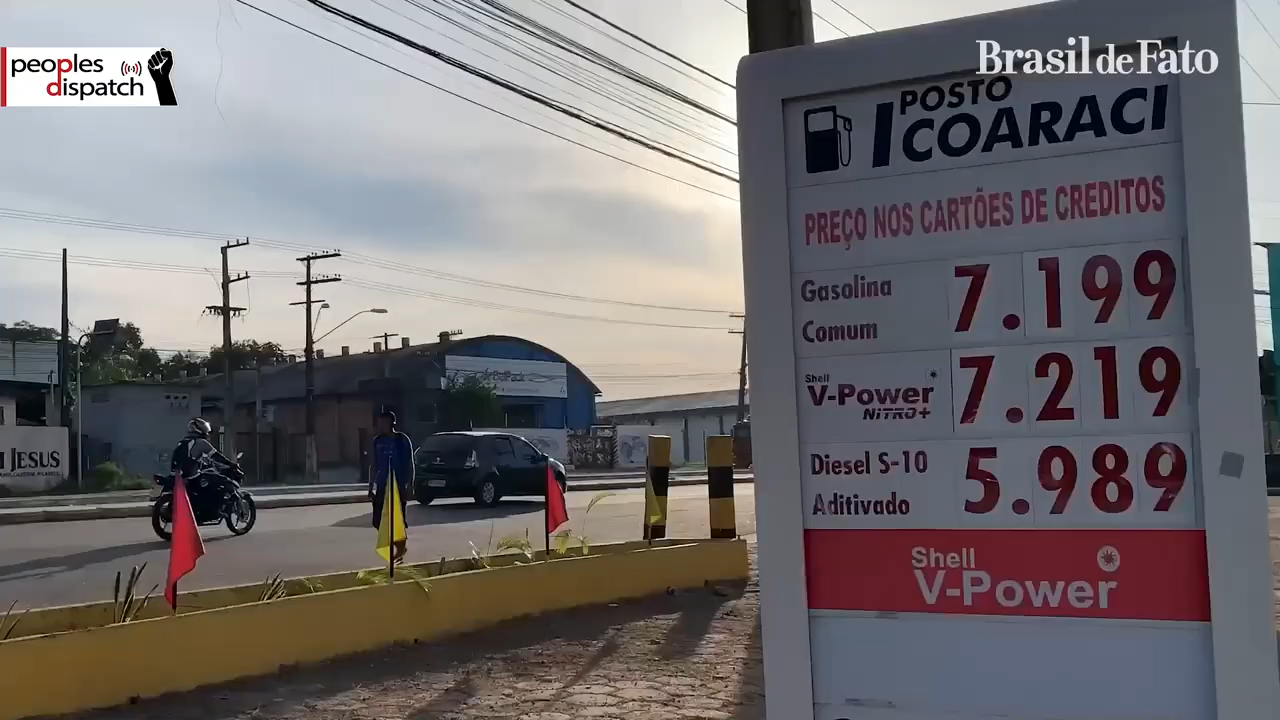 peoples
dispatch
Brasil de Fato
POSTO
ICOARACI
PREÇO NOS CARTÕES DE CREDITOS
Gasolina
Comum
7.199
Shell
V-Power
NiTRO+
7.219
Diesel S-10
Aditivado
5.989
Shell
V-Power
JESUS